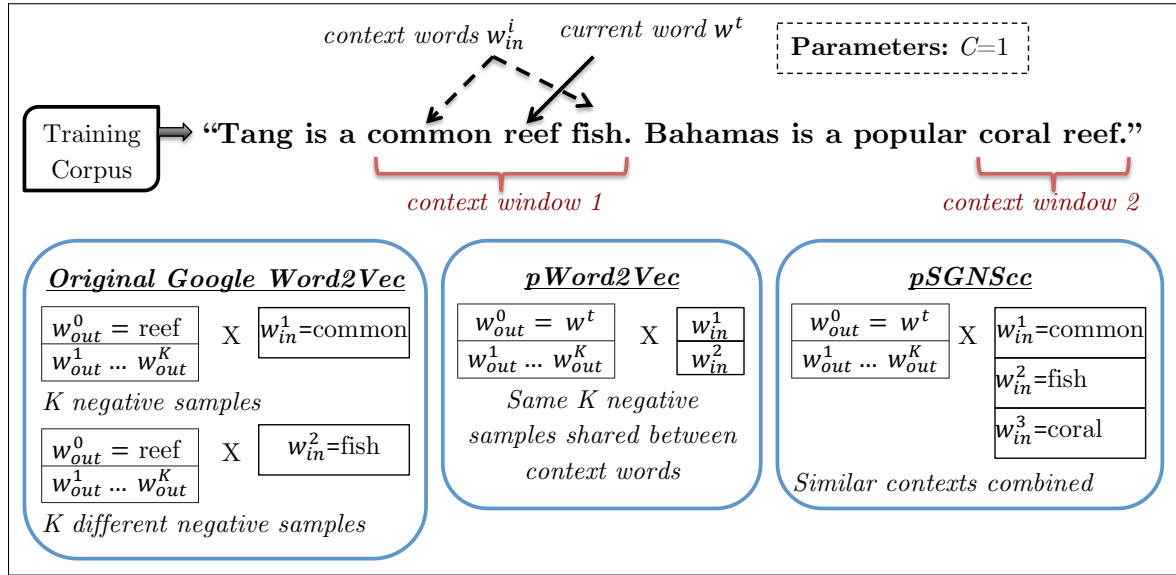 context words w_in^i
current word w^t
Parameters: C=1
Training
Corpus
“Tang is a common reef fish. Bahamas is a popular coral reef.”
context window 1
context window 2
Original Google Word2Vec
w_out^0 = reef X w_in^1=common
w_out^1 ... w_out^K
K negative samples
w_out^0 = reef X w_in^2=fish
w_out^1 ... w_out^K
K different negative samples
pWord2Vec
w_out^0 = w^t X w_in^1
w_out^1 ... w_out^K w_in^2
Same K negative
samples shared between
context words
pSGNScc
w_out^0 = w^t X w_in^1=common
w_out^1 ... w_out^K
w_in^2=fish
w_in^3=coral
Similar contexts combined